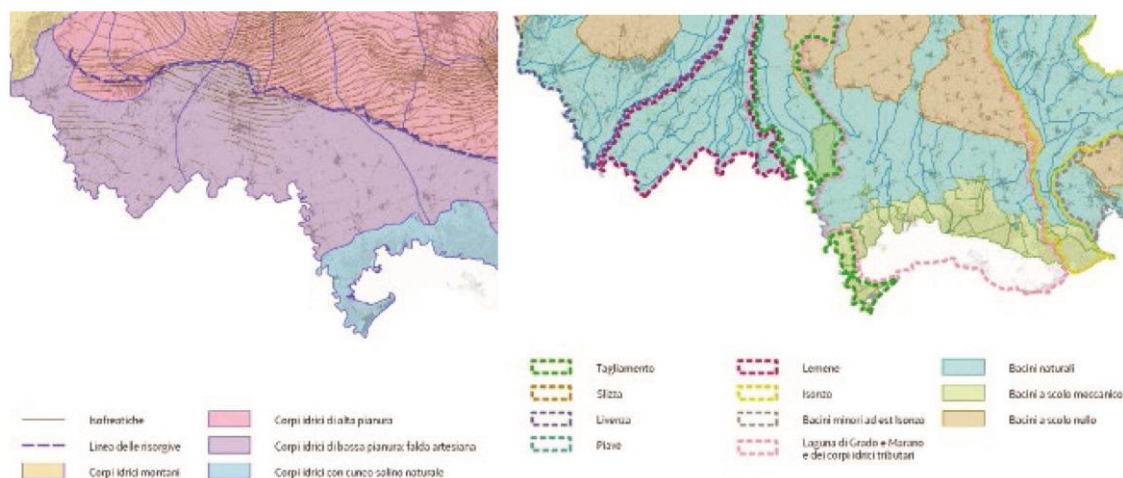 Isofreatiche
Linea delle risorgive
Corpi idrici montani
Corpi idrici di alta pianura
Corpi idrici di bassa pianura: falda artesiana
Corpi idrici con cuneo salino naturale
Tagliamento
Slizza
Livenza
Piave
Lemene
Isonzo
Bacini minori ad est Isonzo
Laguna di Grado e Marano
e dei corpi idrici tributari
Bacini naturali
Bacini a scolo meccanico
Bacini a scolo nullo